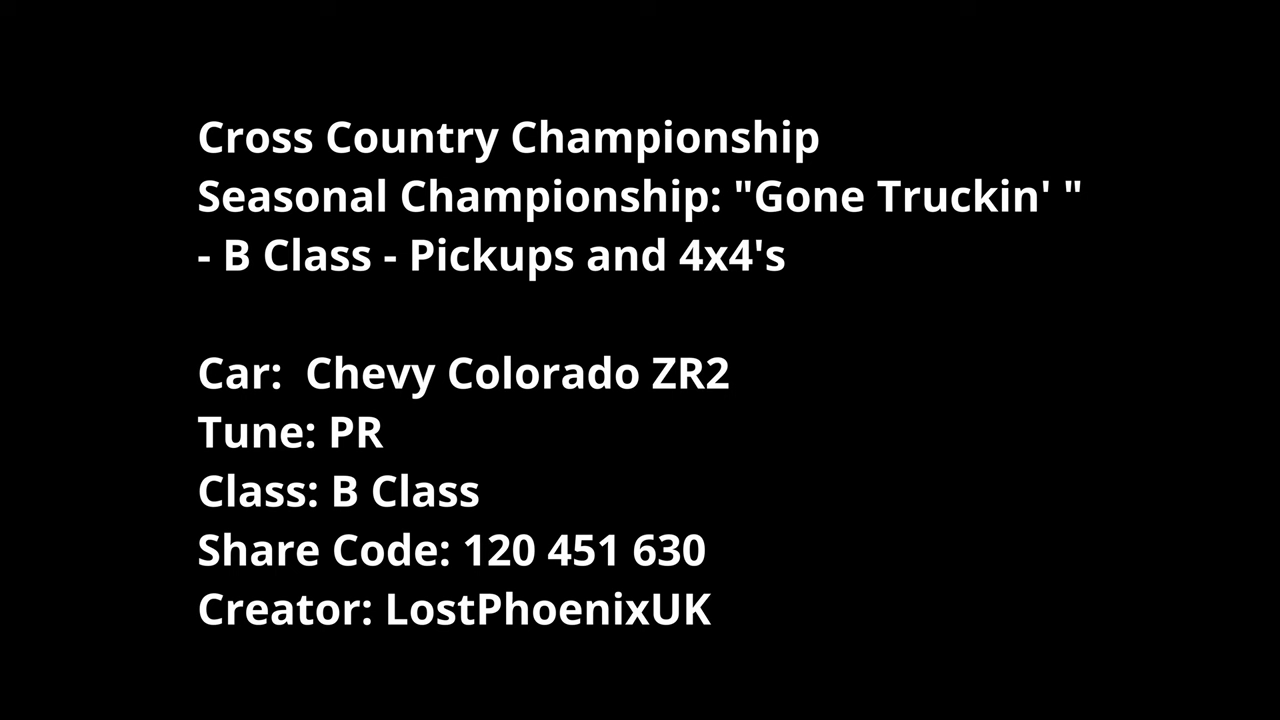 Cross Country Championship
Seasonal Championship: "Gone Truckin' "
- B Class - Pickups and 4x4's
Car:  Chevy Colorado ZR2
Tune: PR
Class: B Class
Share Code: 120 451 630
Creator: LostPhoenixUK